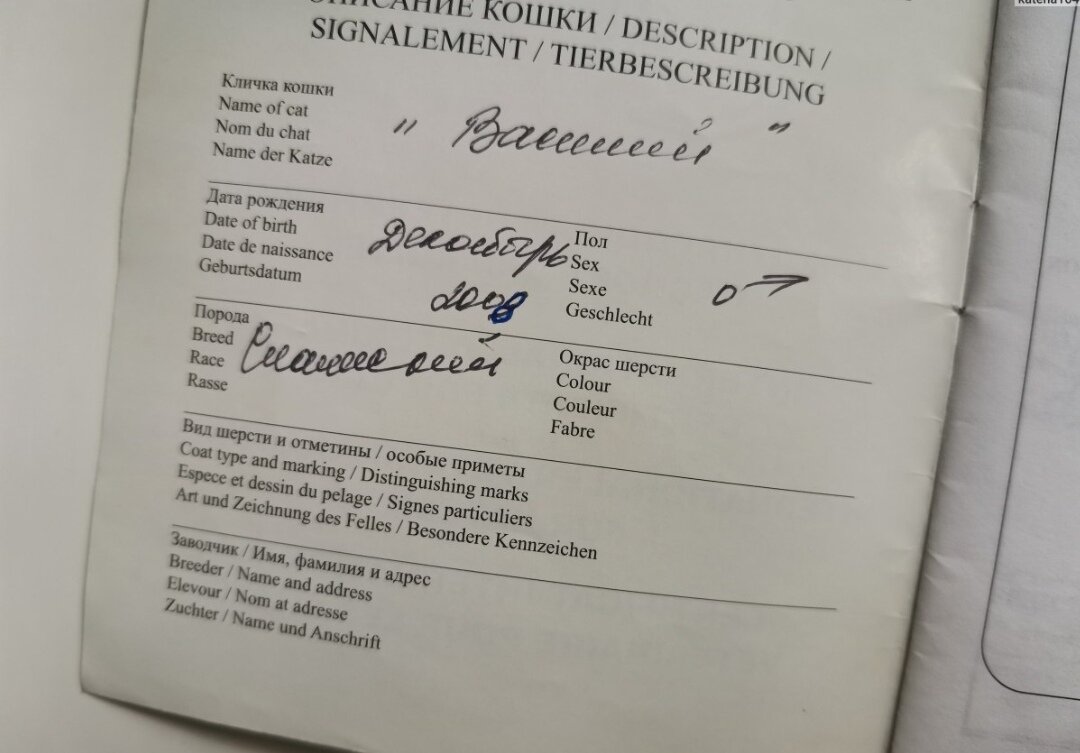 ОПИСАНИЕ КОШКИ / DESCRIPTION /
SIGNALEMENT / TIERBESCREIBUNG
Кличка кошки
Name of cat
Nom du chat
Name der Katze
Дата рождения
Date of birth
Date de naissance
Geburtsdatum
Декабырь
2008
Пол
Sex
Sexe
Geschlecht
Порода
Breed
Race
Rasse
Сиамский
Окрас шерсти
Colour
Couleur
Fabre
Вид шерсти и отметины / особые приметы
Coat type and marking / Distinguishing marks
Espece et dessin du pelage / Signes particuliers
Art und Zeichnung des Felles / Besondere Kennzeichen
Заводчик / Имя, фамилия и адрес
Breeder / Name and address
Elevour / Nom at adresse
Zuchter / Name und Anschrift